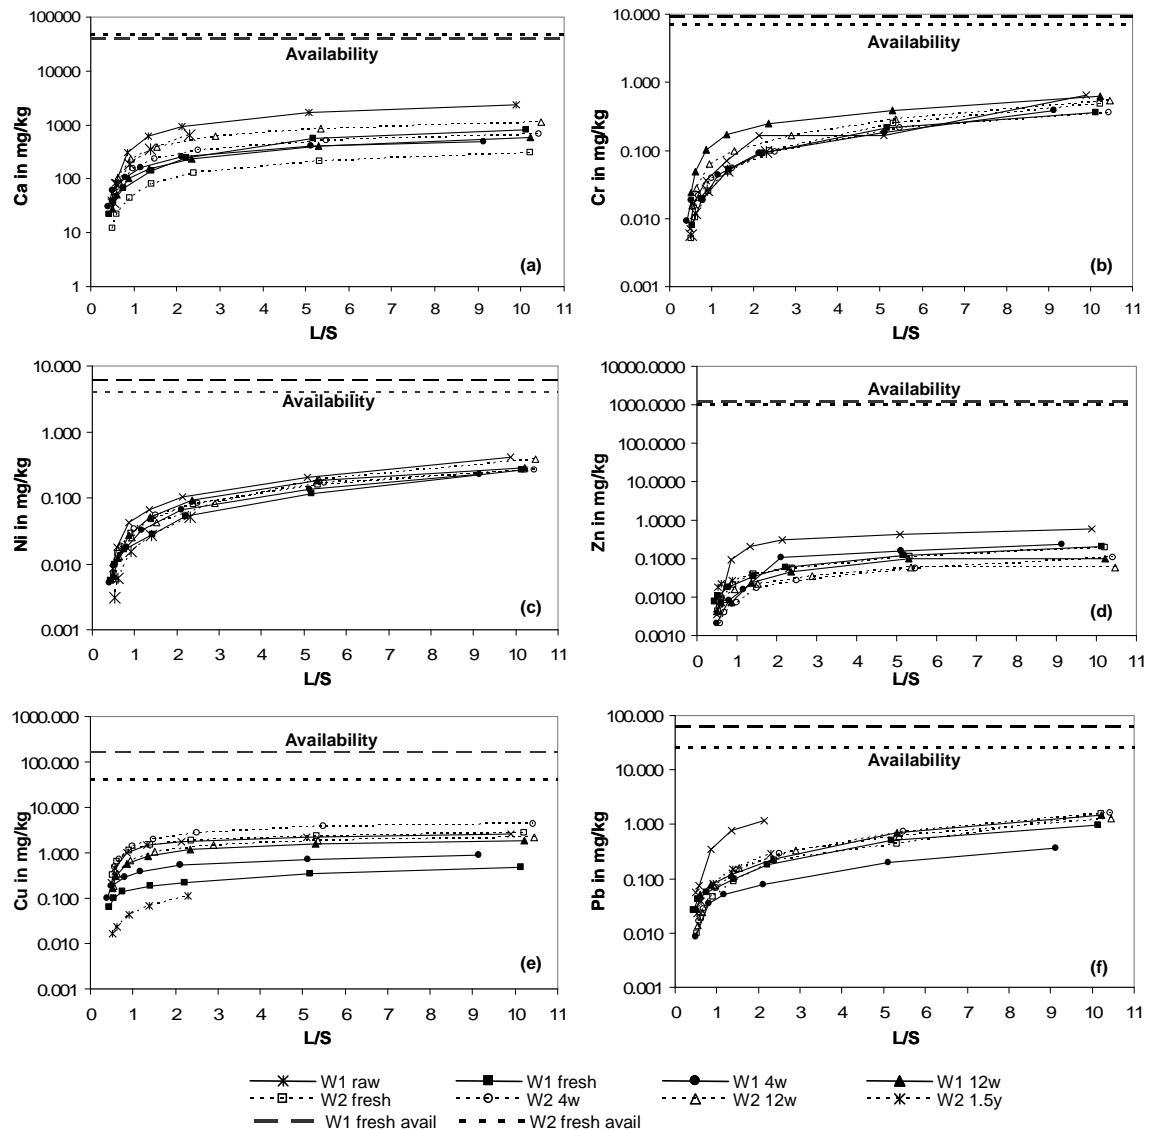 100000
10000
1000
100
10
1
Ca in mg/kg
Availability
(a)
0 1 2 3 4 5 6 7 8 9 10 11
L/S
10.000
1.000
0.100
0.010
0.001
Cr in mg/kg
Availability
(b)
0 1 2 3 4 5 6 7 8 9 10 11
L/S
10.000
1.000
0.100
0.010
0.001
Ni in mg/kg
Availability
(c)
0 1 2 3 4 5 6 7 8 9 10 11
L/S
10000.0000
1000.0000
100.0000
10.0000
1.0000
0.1000
0.0100
0.0010
Zn in mg/kg
Availability
(d)
0 1 2 3 4 5 6 7 8 9 10 11
L/S
1000.000
100.000
10.000
1.000
0.100
0.010
0.001
Cu in mg/kg
Availability
(e)
0 1 2 3 4 5 6 7 8 9 10 11
L/S
100.000
10.000
1.000
0.100
0.010
0.001
Pb in mg/kg
Availability
(f)
0 1 2 3 4 5 6 7 8 9 10 11
L/S
W1 raw W1 fresh W1 4w W1 12w
W2 fresh W2 4w W2 12w W2 1.5y
W1 fresh avail W2 fresh avail